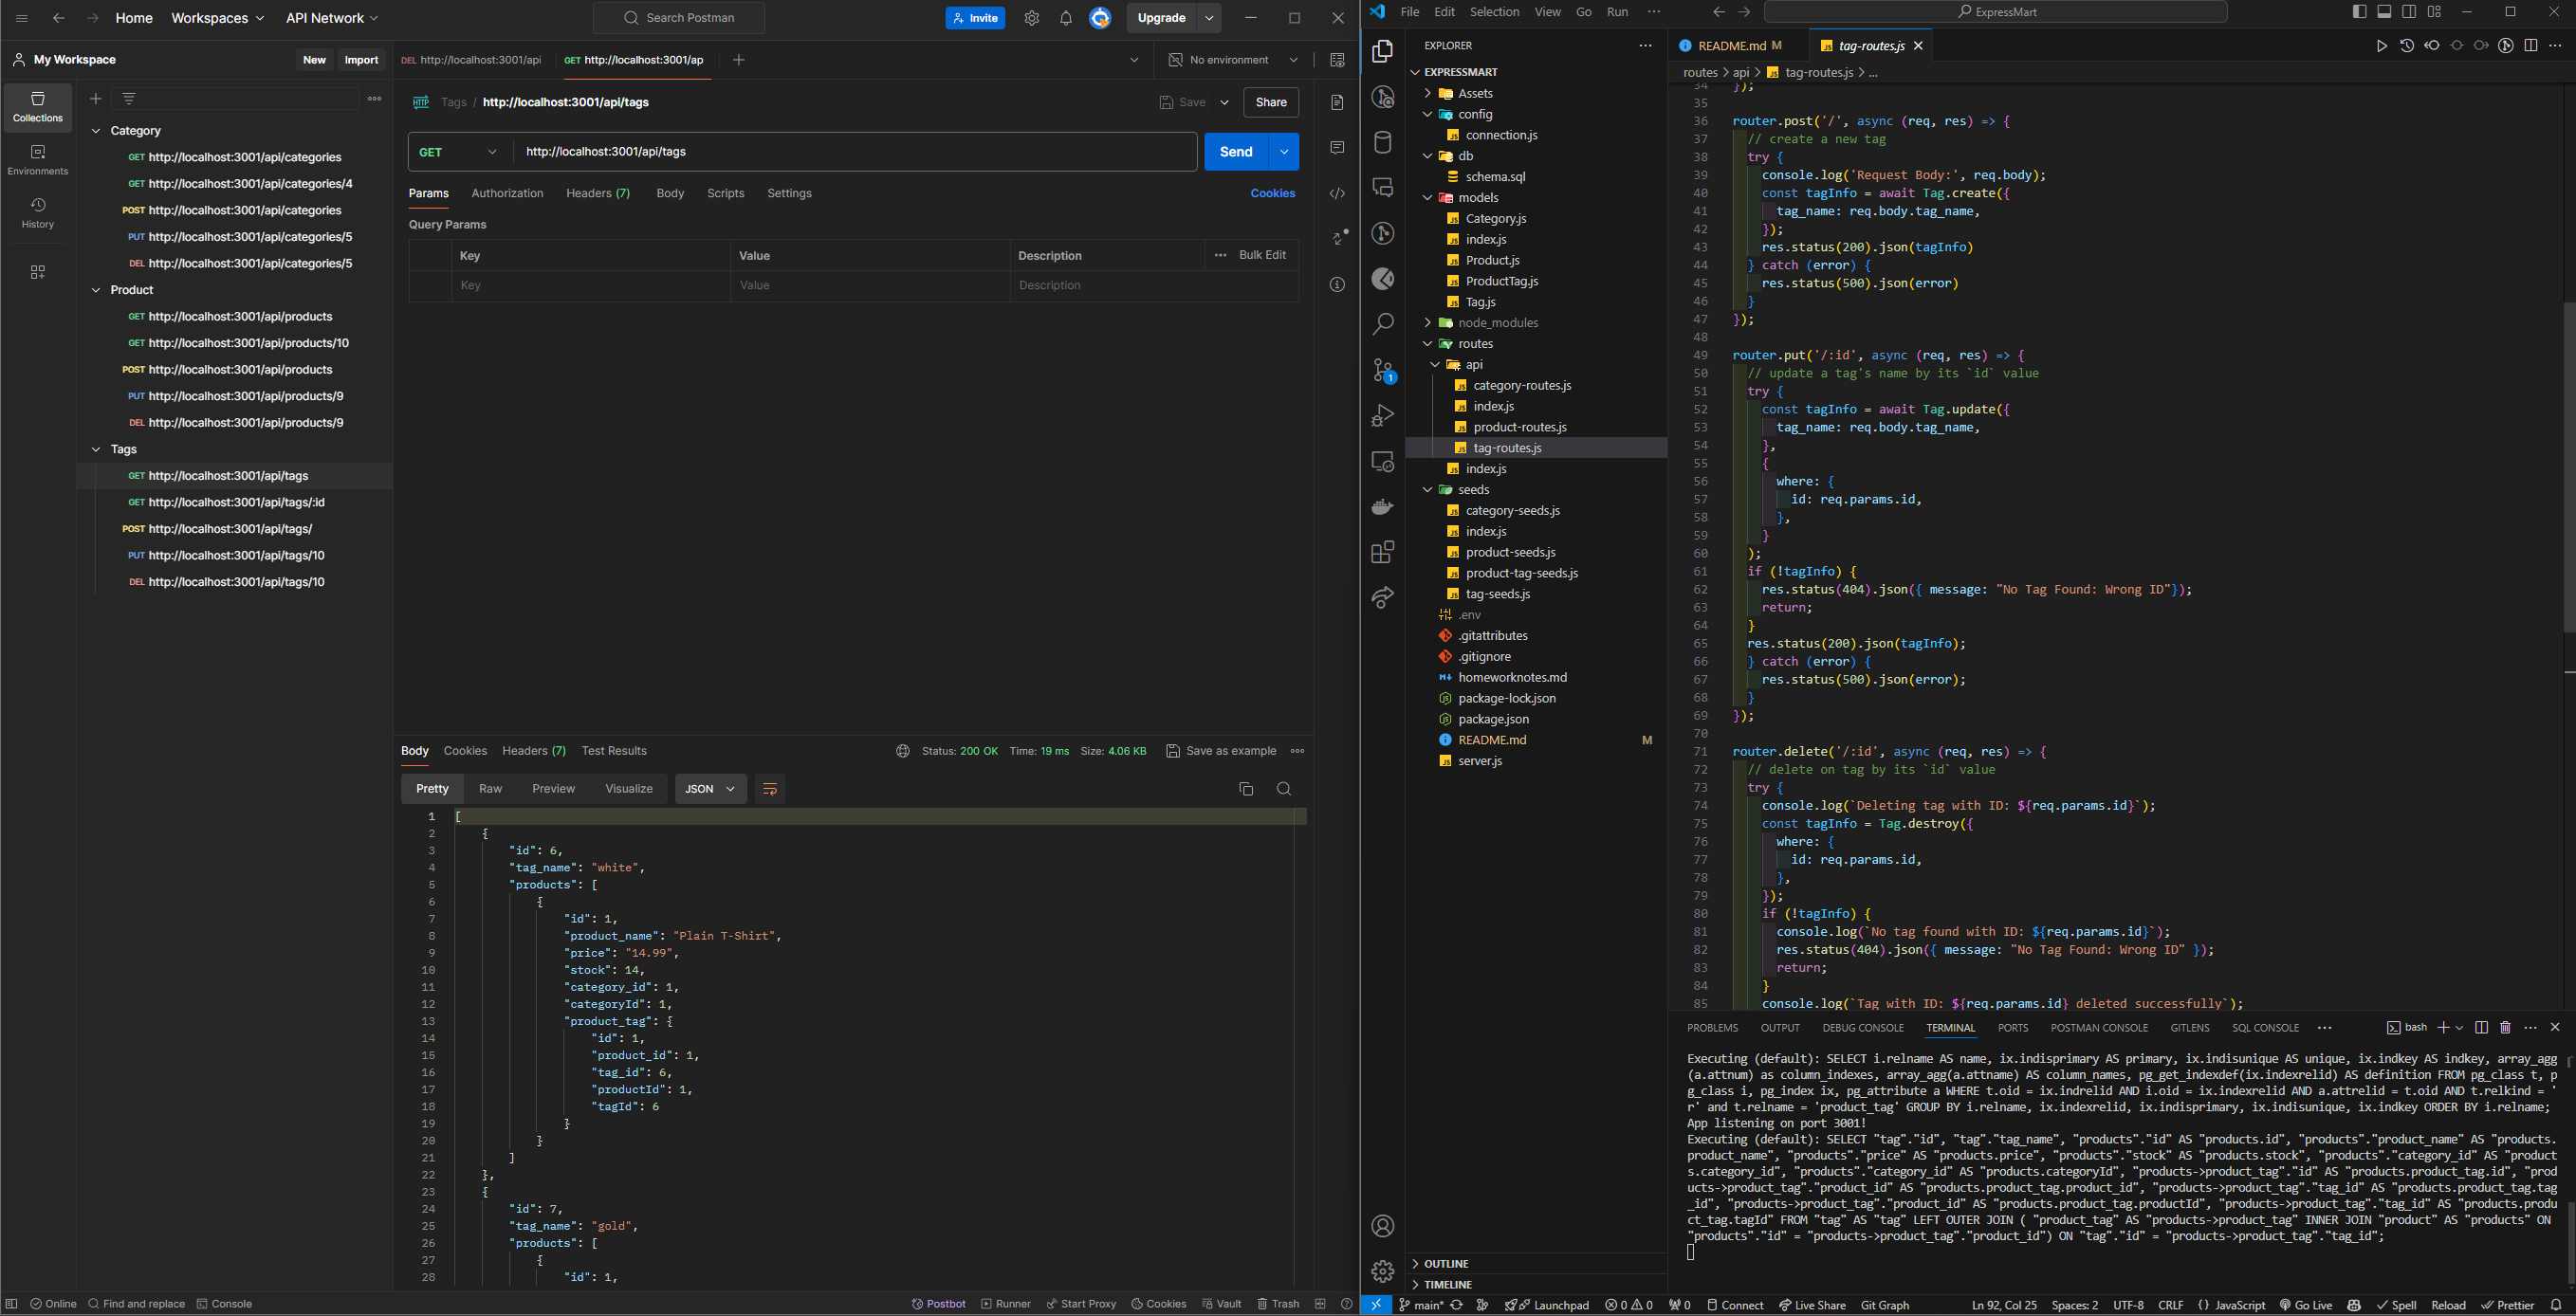 Home Workspaces API Network Search Postman Invite Upgrade
My Workspace New Import DEL http://localhost:3001/api GET http://localhost:3001/ap No environment
Collections
Environments
History
Category
GET http://localhost:3001/api/categories
GET http://localhost:3001/api/categories/4
POST http://localhost:3001/api/categories
PUT http://localhost:3001/api/categories/5
DEL http://localhost:3001/api/categories/5
Product
GET http://localhost:3001/api/products
GET http://localhost:3001/api/products/10
POST http://localhost:3001/api/products
PUT http://localhost:3001/api/products/9
DEL http://localhost:3001/api/products/9
Tags
GET http://localhost:3001/api/tags
GET http://localhost:3001/api/tags/:id
POST http://localhost:3001/api/tags/
PUT http://localhost:3001/api/tags/10
DEL http://localhost:3001/api/tags/10
HTTP Tags / http://localhost:3001/api/tags Save Share
GET http://localhost:3001/api/tags Send
Params Authorization Headers (7) Body Scripts Settings Cookies
Query Params
Key Value Description Bulk Edit
Key Value Description
Body Cookies Headers (7) Test Results Status: 200 OK Time: 19 ms Size: 4.06 KB Save as example
Pretty Raw Preview Visualize JSON
1 [
2 {
3 "id": 6,
4 "tag_name": "white",
5 "products": [
6 {
7 "id": 1,
8 "product_name": "Plain T-Shirt",
9 "price": "14.99",
10 "stock": 14,
11 "category_id": 1,
12 "categoryId": 1,
13 "product_tag": {
14 "id": 1,
15 "product_id": 1,
16 "tag_id": 6,
17 "productId": 1,
18 "tagId": 6
19 }
20 }
21 ]
22 },
23 {
24 "id": 7,
25 "tag_name": "gold",
26 "products": [
27 {
28 "id": 1,
Online Find and replace Console Postbot Runner Start Proxy Cookies Vault Trash
File Edit Selection View Go Run ExpressMart
EXPLORER
EXPRESSMART
Assets
config
connection.js
db
schema.sql
models
Category.js
index.js
Product.js
ProductTag.js
Tag.js
node_modules
routes
api
category-routes.js
index.js
product-routes.js
tag-routes.js
index.js
seeds
category-seeds.js
index.js
product-seeds.js
product-tag-seeds.js
tag-seeds.js
.env
.gitattributes
.gitignore
homeworknotes.md
package-lock.json
package.json
README.md M
server.js
OUTLINE
TIMELINE
1
README.md M tag-routes.js
routes > api > tag-routes.js > ...
34 });
35
36 router.post('/', async (req, res) => {
37 // create a new tag
38 try {
39 console.log('Request Body:', req.body);
40 const tagInfo = await Tag.create({
41 tag_name: req.body.tag_name,
42 });
43 res.status(200).json(tagInfo)
44 } catch (error) {
45 res.status(500).json(error)
46 }
47 });
48
49 router.put('/:id', async (req, res) => {
50 // update a tag's name by its `id` value
51 try {
52 const tagInfo = await Tag.update({
53 tag_name: req.body.tag_name,
54 },
55 {
56 where: {
57 id: req.params.id,
58 },
59 }
60 );
61 if (!tagInfo) {
62 res.status(404).json({ message: "No Tag Found: Wrong ID"});
63 return;
64 }
65 res.status(200).json(tagInfo);
66 } catch (error) {
67 res.status(500).json(error);
68 }
69 });
70
71 router.delete('/:id', async (req, res) => {
72 // delete on tag by its `id` value
73 try {
74 console.log(`Deleting tag with ID: ${req.params.id}`);
75 const tagInfo = Tag.destroy({
76 where: {
77 id: req.params.id,
78 },
79 });
80 if (!tagInfo) {
81 console.log(`No tag found with ID: ${req.params.id}`);
82 res.status(404).json({ message: "No Tag Found: Wrong ID" });
83 return;
84 }
85 console.log(`Tag with ID: ${req.params.id} deleted successfully`);
PROBLEMS OUTPUT DEBUG CONSOLE TERMINAL PORTS POSTMAN CONSOLE GITLENS SQL CONSOLE bash
Executing (default): SELECT i.relname AS name, ix.indisprimary AS primary, ix.indisunique AS unique, ix.indkey AS indkey, array_agg
(a.attnum) as column_indexes, array_agg(a.attname) AS column_names, pg_get_indexdef(ix.indexrelid) AS definition FROM pg_class t, p
g_class i, pg_index ix, pg_attribute a WHERE t.oid = ix.indrelid AND i.oid = ix.indexrelid AND a.attrelid = t.oid AND t.relkind = '
r' and t.relname = 'product_tag' GROUP BY i.relname, ix.indexrelid, ix.indisprimary, ix.indisunique, ix.indkey ORDER BY i.relname;
App listening on port 3001!
Executing (default): SELECT "tag"."id", "tag"."tag_name", "products"."id" AS "products.id", "products"."product_name" AS "products.
product_name", "products"."price" AS "products.price", "products"."stock" AS "products.stock", "products"."category_id" AS "product
s.category_id", "products"."category_id" AS "products.categoryId", "products->product_tag"."id" AS "products.product_tag.id", "prod
ucts->product_tag"."product_id" AS "products.product_tag.product_id", "products->product_tag"."tag_id" AS "products.product_tag.tag
_id", "products->product_tag"."product_id" AS "products.product_tag.productId", "products->product_tag"."tag_id" AS "products.produ
ct_tag.tagId" FROM "tag" AS "tag" LEFT OUTER JOIN ( "product_tag" AS "products->product_tag" INNER JOIN "product" AS "products" ON
"products"."id" = "products->product_tag"."product_id") ON "tag"."id" = "products->product_tag"."tag_id";
main* Launchpad 0 0 0 Connect Live Share Git Graph Ln 92, Col 25 Spaces: 2 UTF-8 CRLF {} JavaScript Go Live Spell Reload Prettier